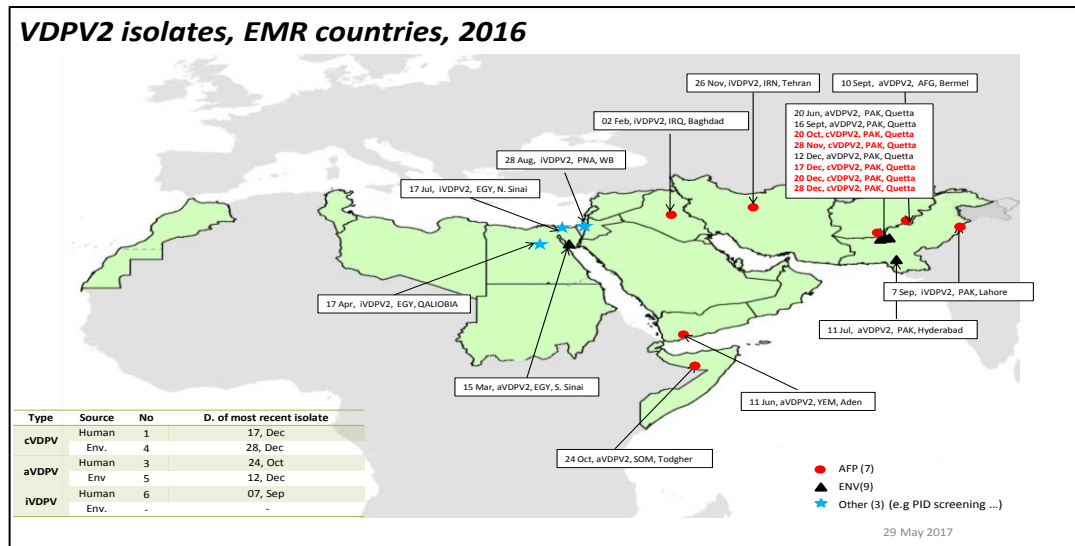 VDPV2 isolates, EMR countries, 2016
26 Nov, iVDPV2, IRN, Tehran
10 Sept, aVDPV2, AFG, Bermel
02 Feb, iVDPV2, IRQ, Baghdad
20 Jun, aVDPV2, PAK, Quetta
16 Sept, aVDPV2, PAK, Quetta
20 Oct, cVDPV2, PAK, Quetta
28 Nov, cVDPV2, PAK, Quetta
12 Dec, aVDPV2, PAK, Quetta
17 Dec, cVDPV2, PAK, Quetta
20 Dec, cVDPV2, PAK, Quetta
28 Dec, cVDPV2, PAK, Quetta
28 Aug, iVDPV2, PNA, WB
17 Jul, iVDPV2, EGY, N. Sinai
17 Apr, iVDPV2, EGY, QALIOBIA
7 Sep, iVDPV2, PAK, Lahore
11 Jul, aVDPV2, PAK, Hyderabad
15 Mar, aVDPV2, EGY, S. Sinai
11 Jun, aVDPV2, YEM, Aden
24 Oct, aVDPV2, SOM, Todgher
Type Source No D. of most recent isolate
cVDPV Human 1 17, Dec
Env. 4 28, Dec
aVDPV Human 3 24, Oct
Env 5 12, Dec
iVDPV Human 6 07, Sep
Env. - -
AFP (7)
ENV(9)
Other (3) (e.g PID screening ...)
29 May 2017